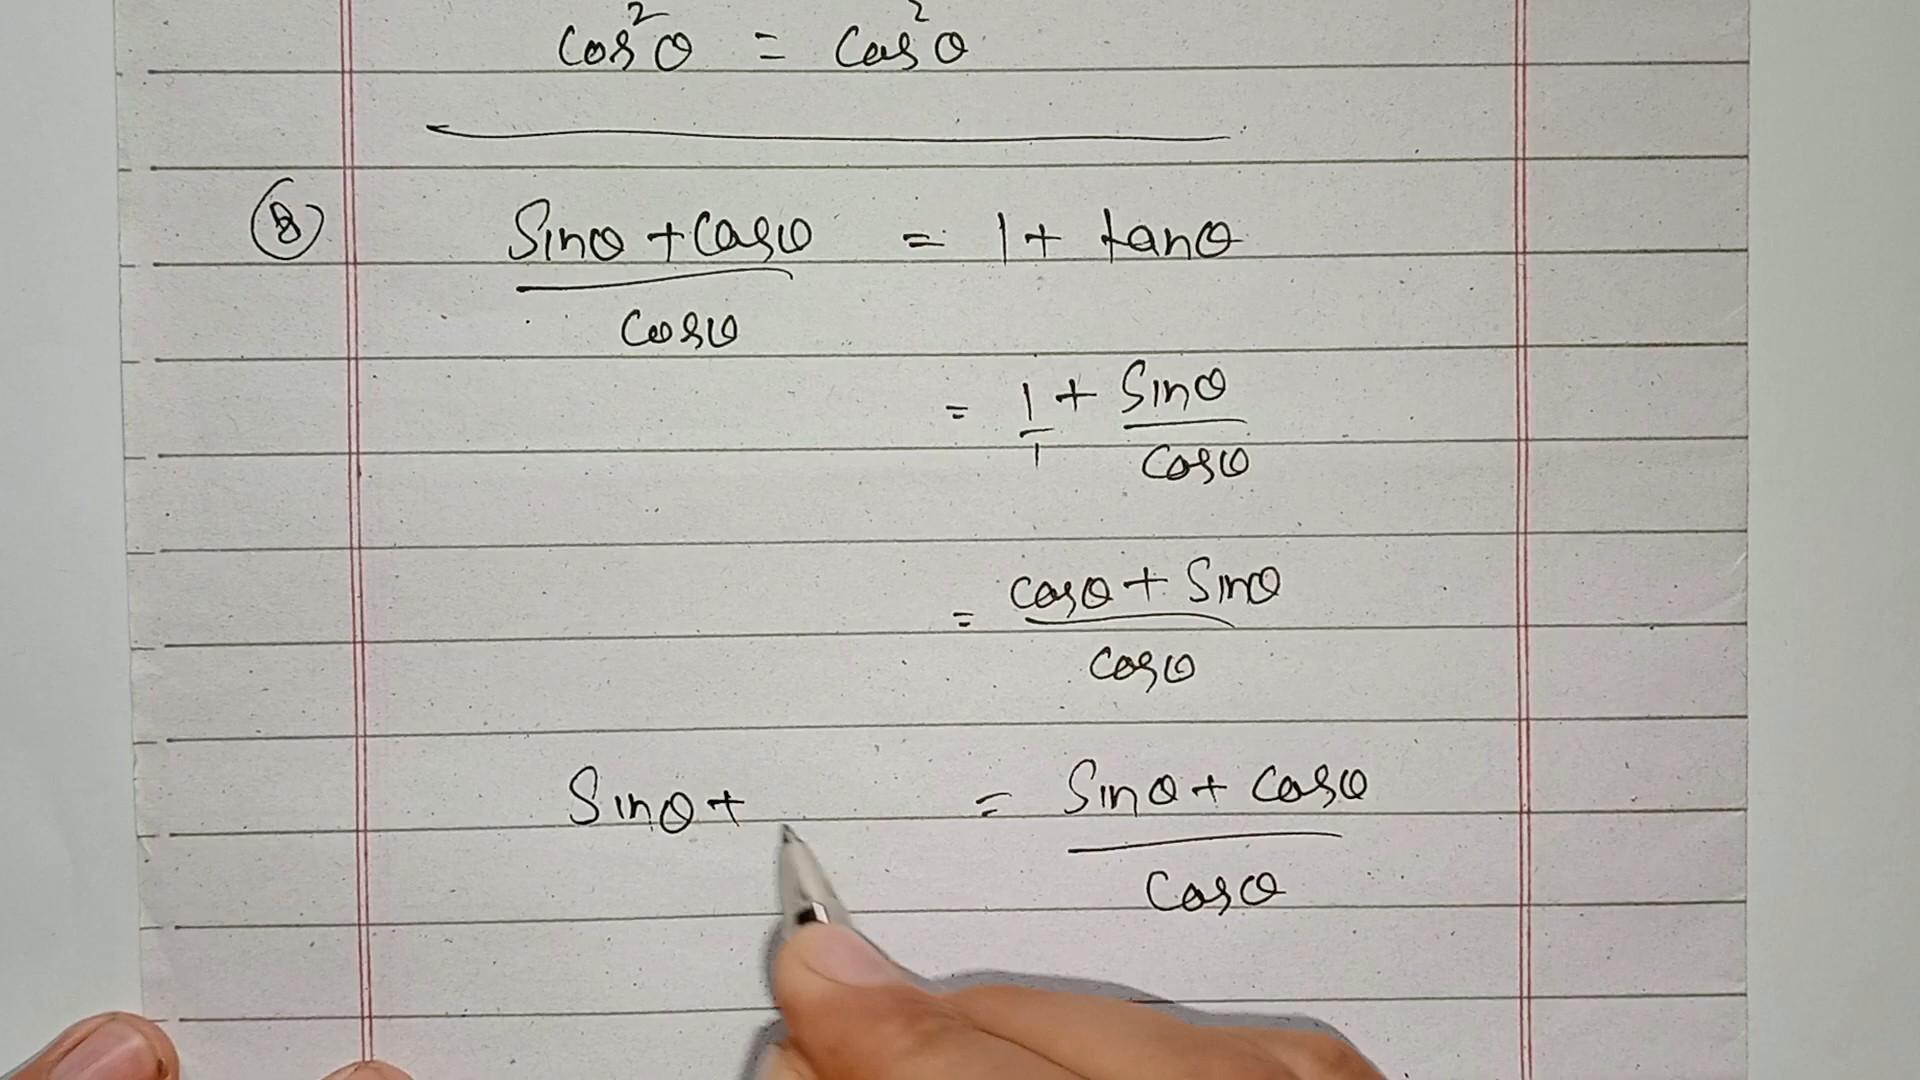 cos²θ = cos²θ
⑧ sinθ + cosθ = 1 + tanθ
cosθ
= 1 + sinθ
1 cosθ
= cosθ + sinθ
cosθ
sinθ + = sinθ + cosθ
cosθ